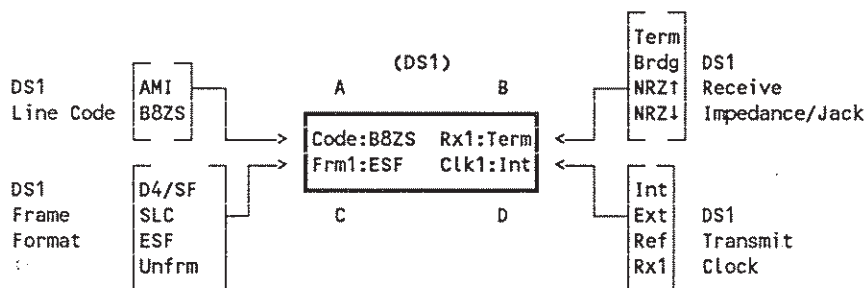 Term
(DS1) Brdg DS1
DS1 AMI A B NRZ↑ Receive
Line Code B8ZS NRZ↓ Impedance/Jack
Code:B8ZS Rx1:Term
Frm1:ESF Clk1:Int
DS1 D4/SF Int
Frame SLC C D Ext DS1
Format ESF Ref Transmit
Unfrm Rx1 Clock